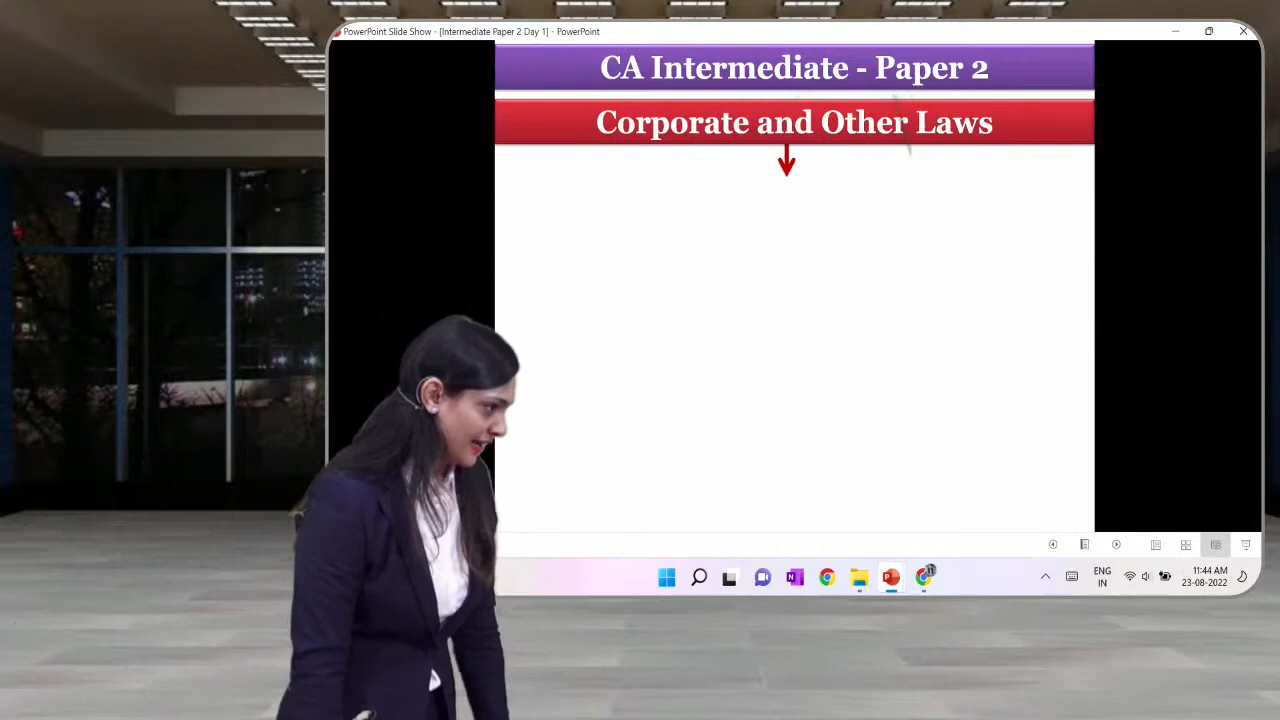 PowerPoint Slide Show - [Intermediate Paper 2 Day 1] - PowerPoint
CA Intermediate - Paper 2
Corporate and Other Laws
ENG
IN
11:44 AM
23-08-2022